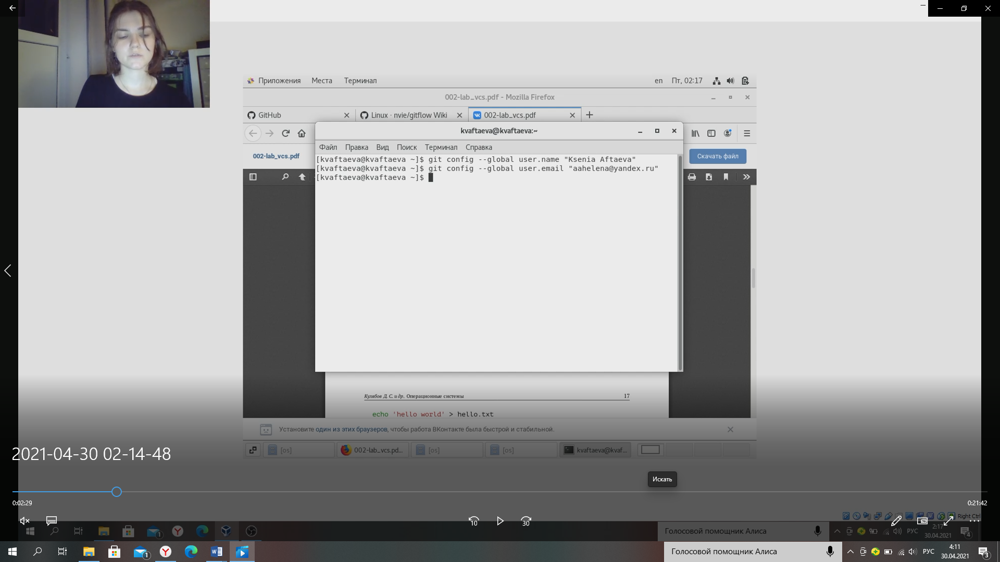 Приложения Места Терминал en Пт, 02:17
002-lab_vcs.pdf - Mozilla Firefox
GitHub Linux · nvie/gitflow Wiki 002-lab_vcs.pdf
kvaftaeva@kvaftaeva:~
Файл Правка Вид Поиск Терминал Справка
002-lab_vcs.pdf
Скачать файл
[kvaftaeva@kvaftaeva ~]$ git config --global user.name "Ksenia Aftaeva"
[kvaftaeva@kvaftaeva ~]$ git config --global user.email "aahelena@yandex.ru"
[kvaftaeva@kvaftaeva ~]$
Кулябов Д. С. и др. Операционные системы 17
echo 'hello world' > hello.txt
Установите один из этих браузеров, чтобы работа ВКонтакте была быстрой и стабильной.
[os] 002-lab_vcs.pd... [os] [os] kvaftaeva@kvaf...
2021-04-30 02-14-48
Искать
0:02:29 0:21:42
10 30
Right Ctrl
1 Голосовой помощник Алиса РУС 2:17
30.04.2021 4
1 Голосовой помощник Алиса РУС 4:11
30.04.2021 3